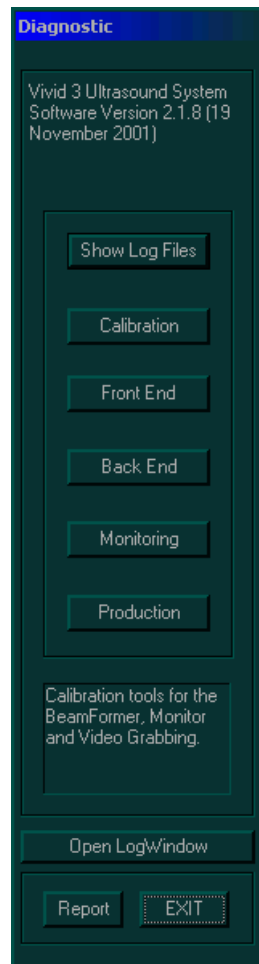 Diagnostic
Vivid 3 Ultrasound System
Software Version 2.1.8 (19
November 2001)
Show Log Files
Calibration
Front End
Back End
Monitoring
Production
Calibration tools for the
BeamFormer, Monitor
and Video Grabbing.
Open LogWindow
Report
EXIT